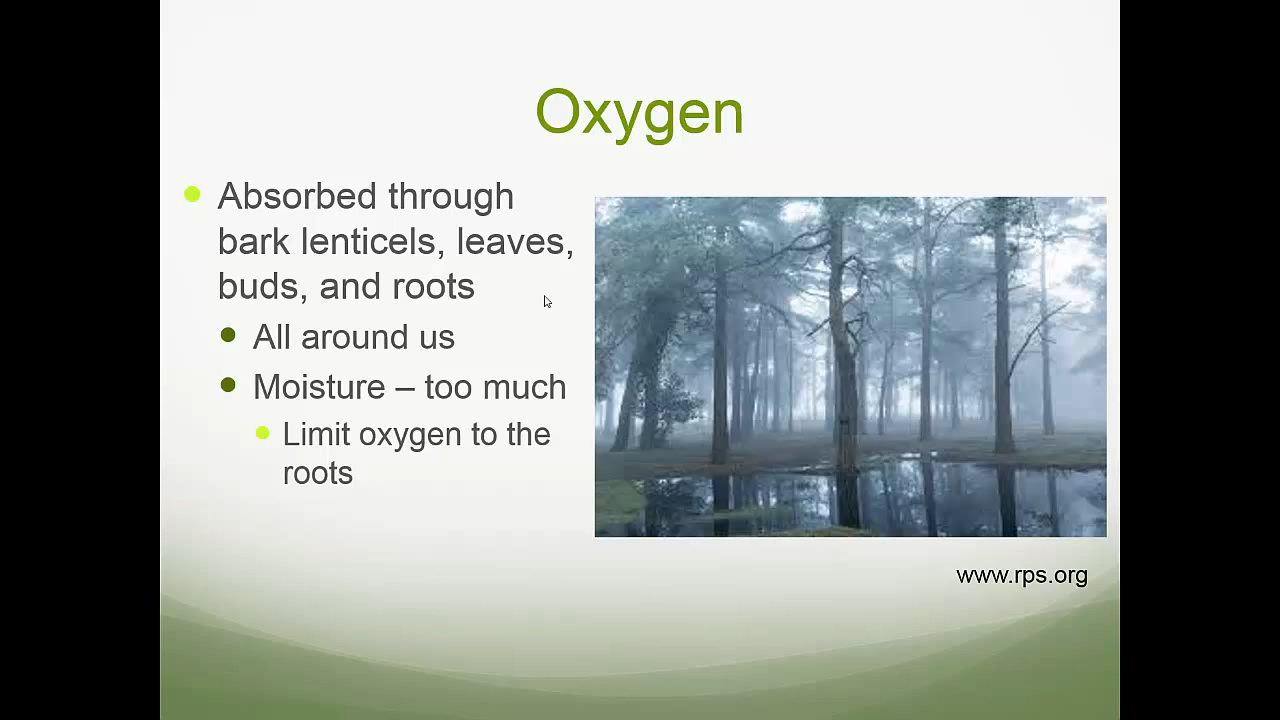 Oxygen
Absorbed through
bark lenticels, leaves,
buds, and roots
All around us
Moisture – too much
Limit oxygen to the
roots
www.rps.org